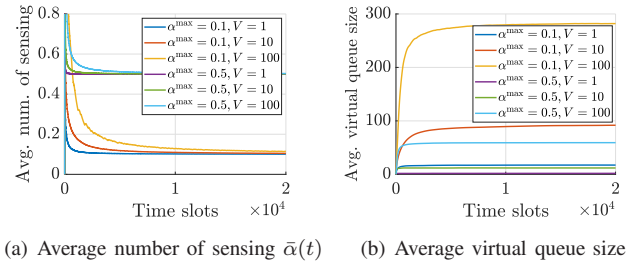 Avg. num. of sensing
0.8
0.6
0.4
0.2
0
α^max = 0.1, V = 1
α^max = 0.1, V = 10
α^max = 0.1, V = 100
α^max = 0.5, V = 1
α^max = 0.5, V = 10
α^max = 0.5, V = 100
0 1 2
Time slots ×10^4
(a) Average number of sensing ᾱ(t)
Avg. virtual queue size
300
200
100
0
α^max = 0.1, V = 1
α^max = 0.1, V = 10
α^max = 0.1, V = 100
α^max = 0.5, V = 1
α^max = 0.5, V = 10
α^max = 0.5, V = 100
0 1 2
Time slots ×10^4
(b) Average virtual queue size